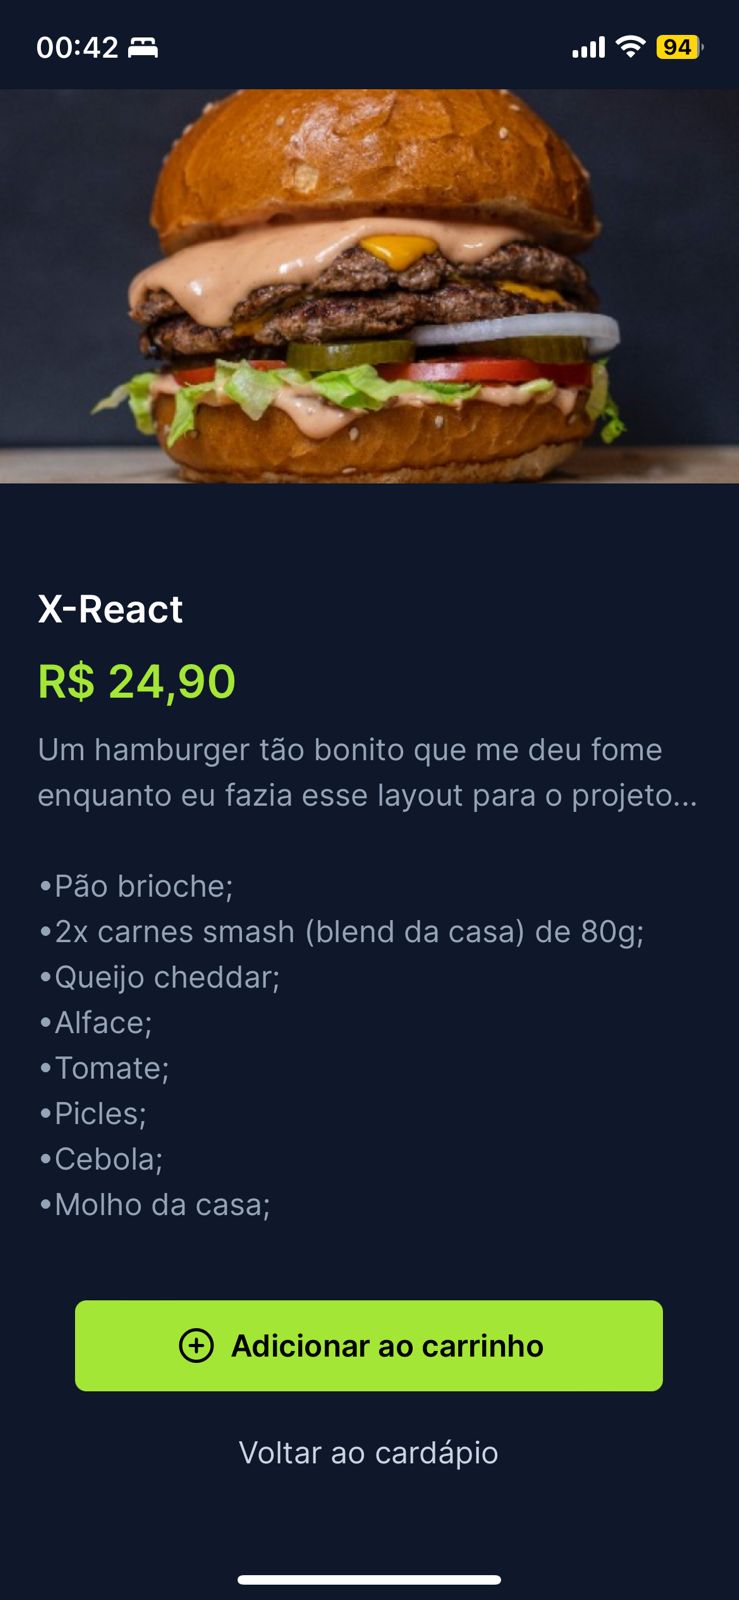 00:42
94
X-React
R$ 24,90
Um hamburger tão bonito que me deu fome
enquanto eu fazia esse layout para o projeto...
•Pão brioche;
•2x carnes smash (blend da casa) de 80g;
•Queijo cheddar;
•Alface;
•Tomate;
•Picles;
•Cebola;
•Molho da casa;
Adicionar ao carrinho
Voltar ao cardápio